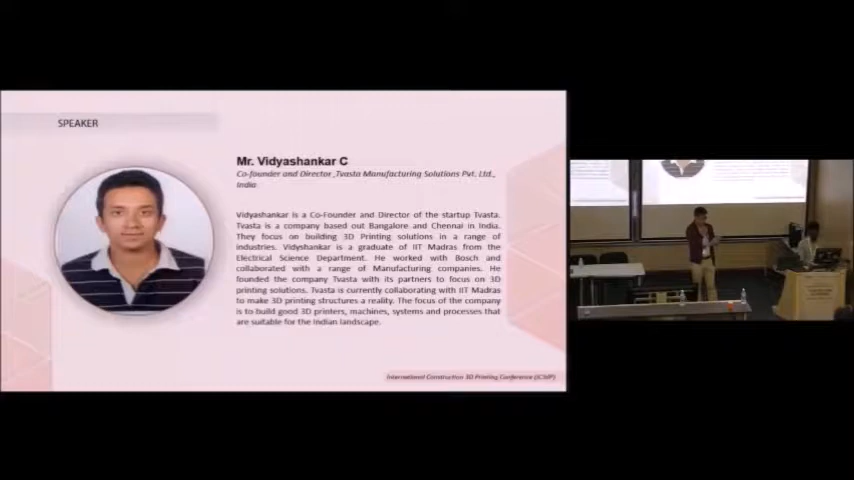 SPEAKER
Mr. Vidyashankar C
Co-founder and Director ,Tvasta Manufacturing Solutions Pvt. Ltd.,
India
Vidyashankar is a Co-Founder and Director of the startup Tvasta.
Tvasta is a company based out Bangalore and Chennai in India.
They focus on building 3D Printing solutions in a range of
industries. Vidyshankar is a graduate of IIT Madras from the
Electrical Science Department. He worked with Bosch and
collaborated with a range of Manufacturing companies. He
founded the company Tvasta with its partners to focus on 3D
printing solutions. Tvasta is currently collaborating with IIT Madras
to make 3D printing structures a reality. The focus of the company
is to build good 3D printers, machines, systems and processes that
are suitable for the Indian landscape.
International Construction 3D Printing Conference (IC3dP)